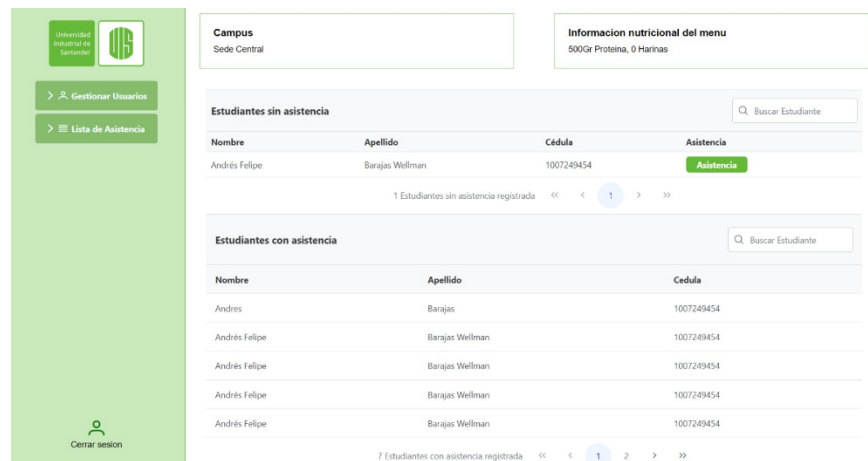 Universidad
Industrial de
Santander
Gestionar Usuarios
Lista de Asistencia
Cerrar sesion
Campus
Sede Central
Informacion nutricional del menu
500Gr Proteina, 0 Harinas
Estudiantes sin asistencia
Buscar Estudiante
Nombre Apellido Cédula Asistencia
Andrés Felipe Barajas Wellman 1007249454 Asistencia
1 Estudiantes sin asistencia registrada << < 1 > >>
Estudiantes con asistencia
Buscar Estudiante
Nombre Apellido Cedula
Andres Barajas 1007249454
Andrés Felipe Barajas Wellman 1007249454
Andrés Felipe Barajas Wellman 1007249454
Andrés Felipe Barajas Wellman 1007249454
Andrés Felipe Barajas Wellman 1007249454
7 Estudiantes con asistencia registrada << < 1 2 > >>